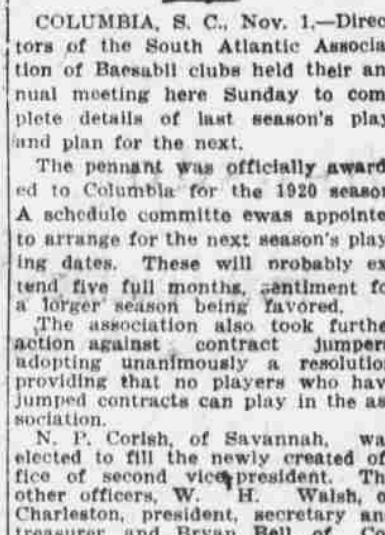 COLUMBIA, S. C., Nov. 1.—Direc
tors of the South Atlantic Associa
tion of Baesabll clubs held their an
nual meeting here Sunday to com
plete details of last season's play
and plan for the next.
The pennant was officially award
ed to Columbia for the 1920 season
A schedule committe ewas appointe
to arrange for the next season's play
ing dates. These will probably ex
tend five full months, sentiment fo
a lorger season being favored.
The association also took furthe
action against contract jumpers
adopting unanimously a resolution
providing that no players who hav
jumped contracts can play in the as
sociation.
N. P. Corish, of Savannah, wa
elected to fill the newly created of
fice of second vice president. Th
other officers, W. H. Walsh, o
Charleston, president, secretary an
treasurer and Bryan Bell of Co